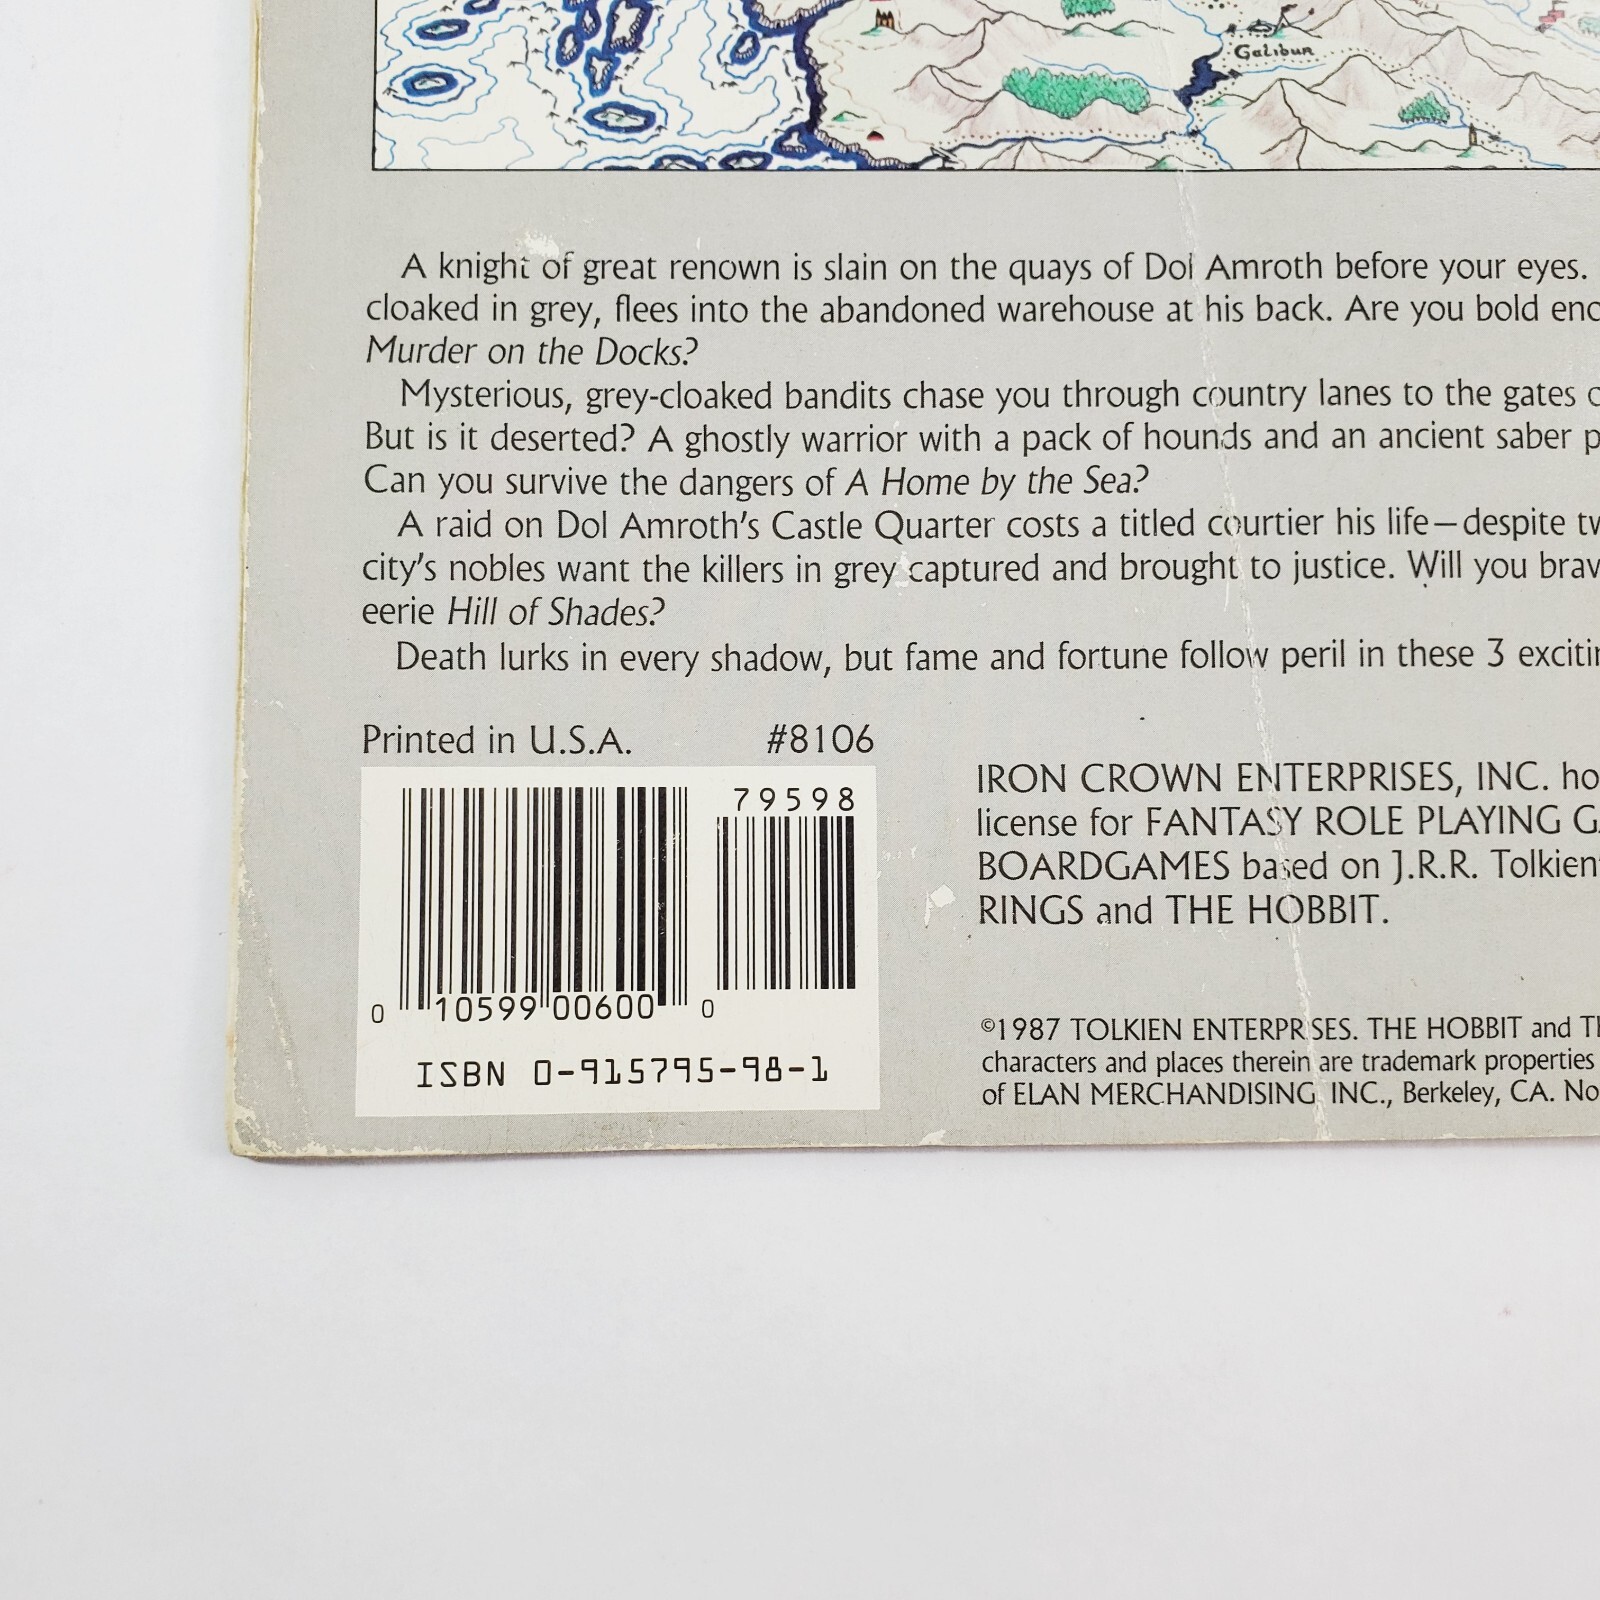 Galibur
A knight of great renown is slain on the quays of Dol Amroth before your eyes.
cloaked in grey, flees into the abandoned warehouse at his back. Are you bold
Murder on the Docks?
Mysterious, grey-cloaked bandits chase you through country lanes to the gates
But is it deserted? A ghostly warrior with a pack of hounds and an ancient saber
Can you survive the dangers of A Home by the Sea?
A raid on Dol Amroth's Castle Quarter costs a titled courtier his life—despite
city's nobles want the killers in grey captured and brought to justice. Will you
eerie Hill of Shades?
Death lurks in every shadow, but fame and fortune follow peril in these 3
Printed in U.S.A. #8106
79598
0 10599 00600 0
ISBN 0-915795-98-1
IRON CROWN ENTERPRISES, INC.
license for FANTASY ROLE PLAYING
BOARDGAMES based on J.R.R.
RINGS and THE HOBBIT.
©1987 TOLKIEN ENTERPRISES. THE HOBBIT and
characters and places therein are trademark properties
of ELAN MERCHANDISING INC., Berkeley, CA.